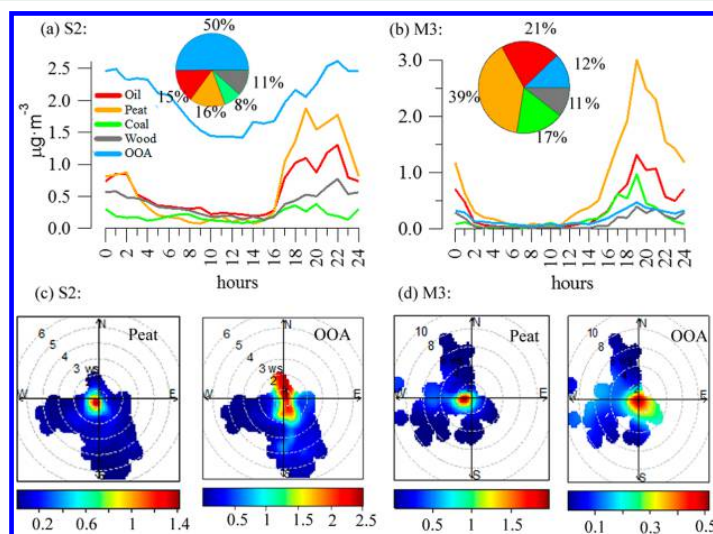 (a) S2:
50%
11%
8%
16%
15%
2.5
2.0
1.5
1.0
0.5
0.0
µg·m-3
Oil
Peat
Coal
Wood
OOA
0 2 4 6 8 10 12 14 16 18 20 22 24
hours
(b) M3:
21%
12%
11%
17%
39%
3.0
2.0
1.0
0.0
0 2 4 6 8 10 12 14 16 18 20 22 24
hours
(c) S2:
Peat
N
6
5
4
3 ws
W E
S
0.2 0.6 1 1.4
OOA
N
6
5
4
3 ws
2
W E
S
0.5 1 1.5 2 2.5
(d) M3:
Peat
N
10
8
W E
S
0.5 1 1.5
OOA
N
10
8
W E
S
0.1 0.3 0.5